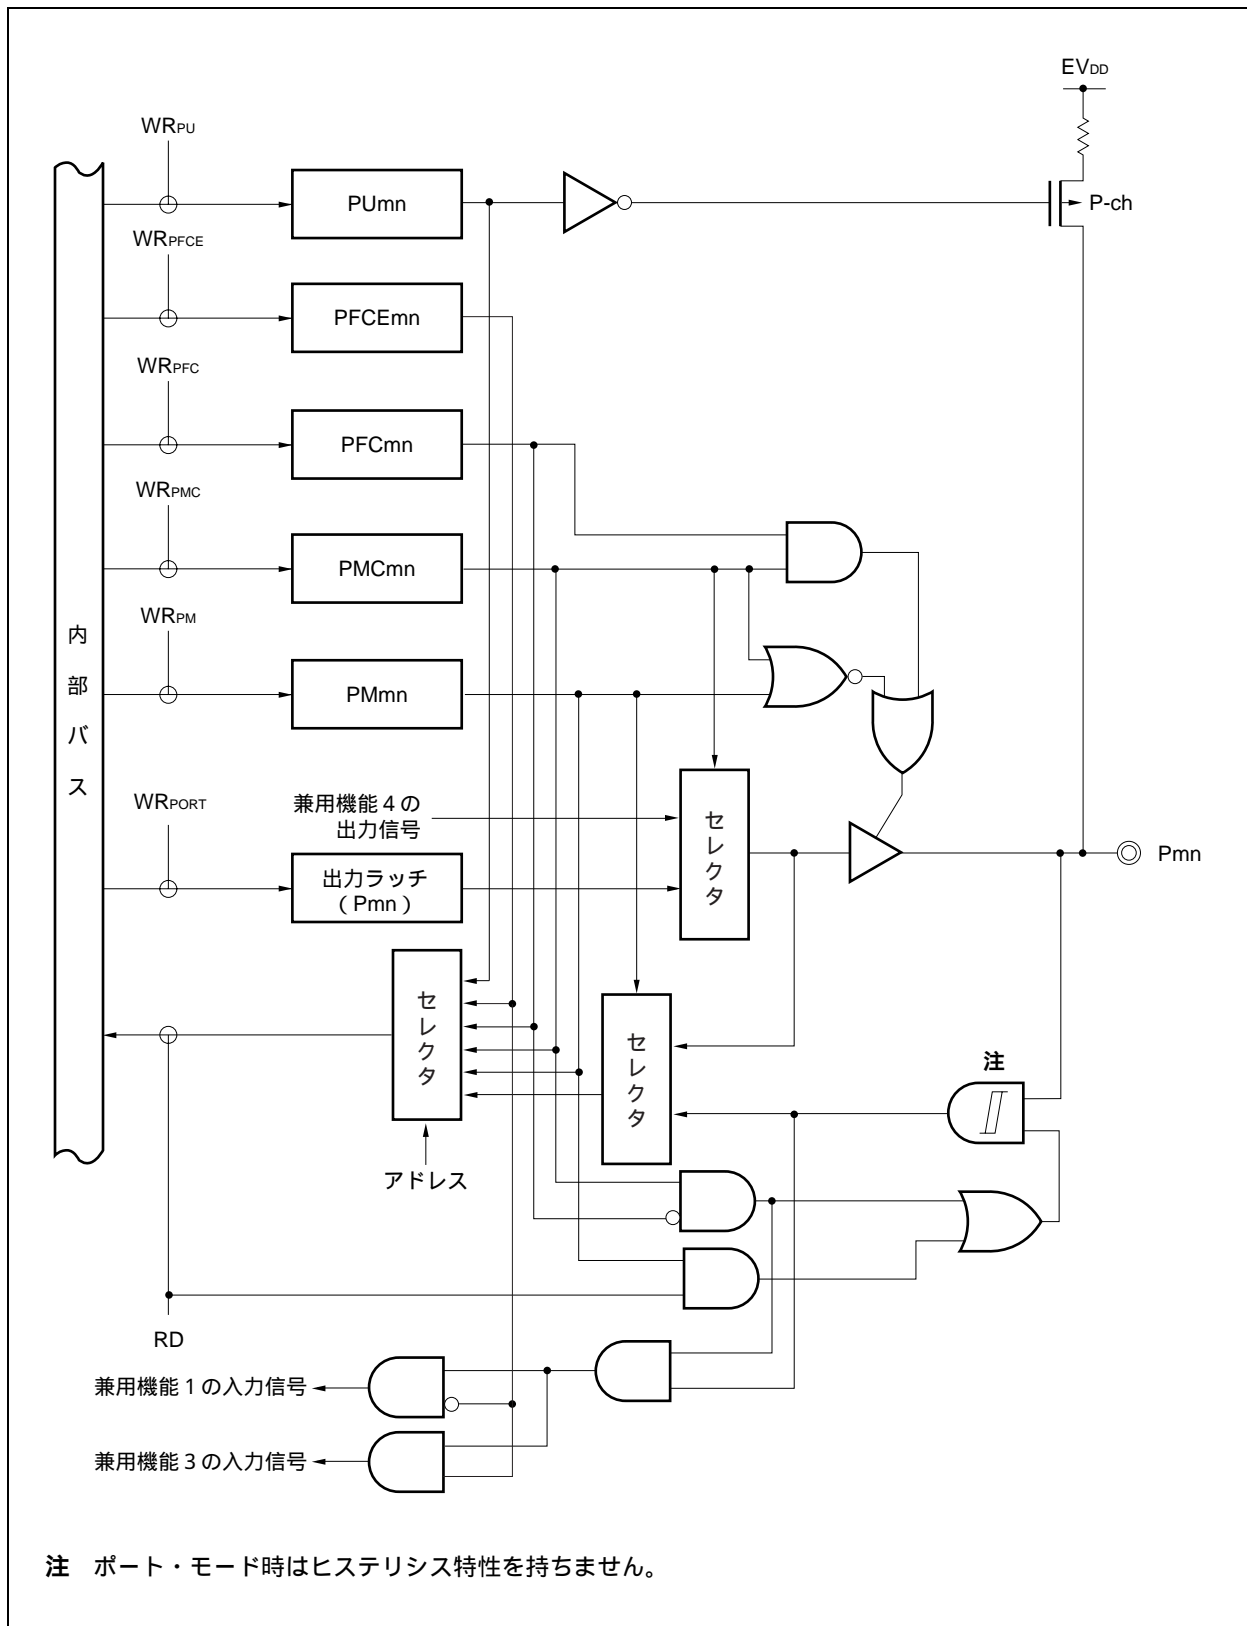 EVDD
WRPU
PUmn
P-ch
WRPFCE
PFCEmn
WRPFC
PFCmn
WRPMC
PMCmn
WRPM
PMmn
内部バス
WRPORT
兼用機能4の
出力信号
セレクタ
出力ラッチ
(Pmn)
Pmn
セレクタ
セレクタ
注
アドレス
RD
兼用機能1の入力信号
兼用機能3の入力信号
注 ポート・モード時はヒステリシス特性を持ちません。